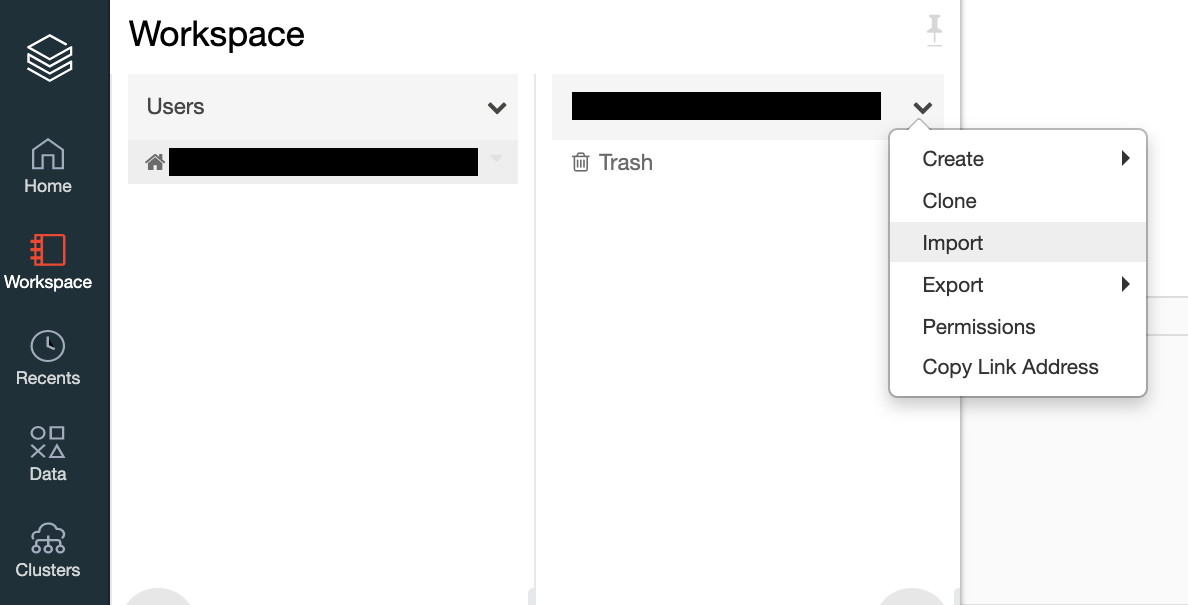 Workspace
Users
Trash
Create
Clone
Import
Export
Permissions
Copy Link Address
Home
Workspace
Recents
Data
Clusters